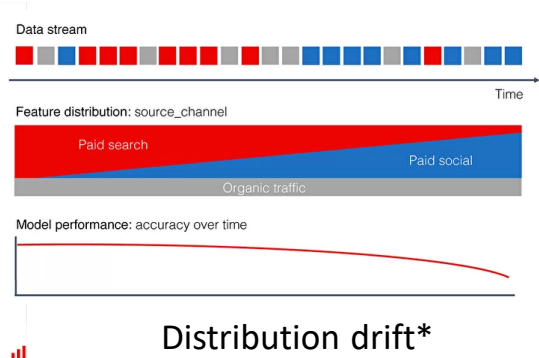 Data stream
Time
Feature distribution: source_channel
Paid search
Paid social
Organic traffic
Model performance: accuracy over time
Distribution drift*